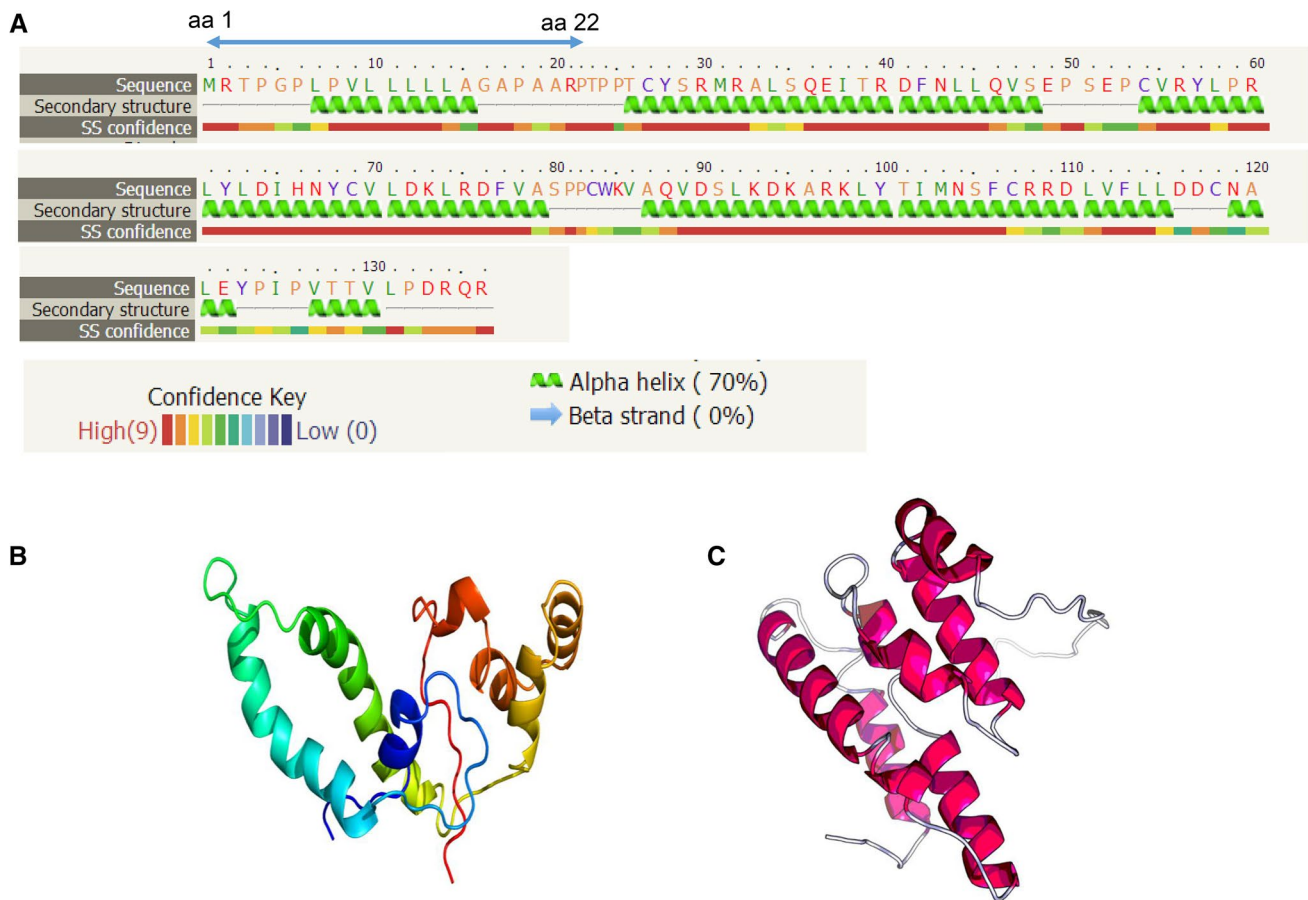 aa 1 aa 22
A
1 . . . . . 10 . . . . . 20 . . . . . 30 . . . . . 40 . . . . . 50 . . . . . 60
Sequence M R T P G P L P V L L L L L A G A P A A R P T P P T C Y S R M R A L S Q E I T R D F N L L Q V S E P S E P C V R Y L P R
Secondary structure
SS confidence
. . . . . 70 . . . . . 80 . . . . . 90 . . . . . 100 . . . . . 110 . . . . . 120
Sequence L Y L D I H N Y C V L D K L R D F V A S P P C W K V A Q V D S L K D K A R K L Y T I M N S F C R R D L V F L L D D C N A
Secondary structure
SS confidence
. . . . . 130 . . . . .
Sequence L E Y P I P V T T V L P D R Q R
Secondary structure
SS confidence
Confidence Key
High(9) Low (0)
Alpha helix ( 70%)
Beta strand ( 0%)
B
C